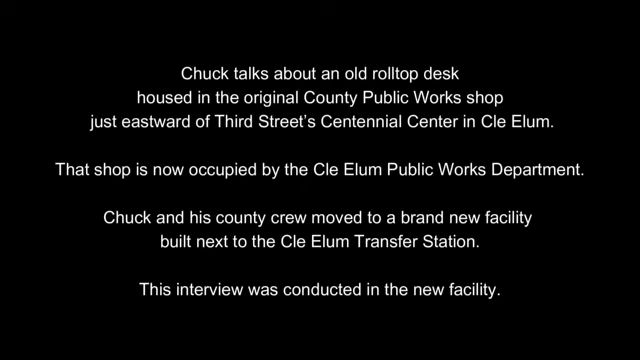 Chuck talks about an old rolltop desk
housed in the original County Public Works shop
just eastward of Third Street's Centennial Center in Cle Elum.
That shop is now occupied by the Cle Elum Public Works Department.
Chuck and his county crew moved to a brand new facility
built next to the Cle Elum Transfer Station.
This interview was conducted in the new facility.